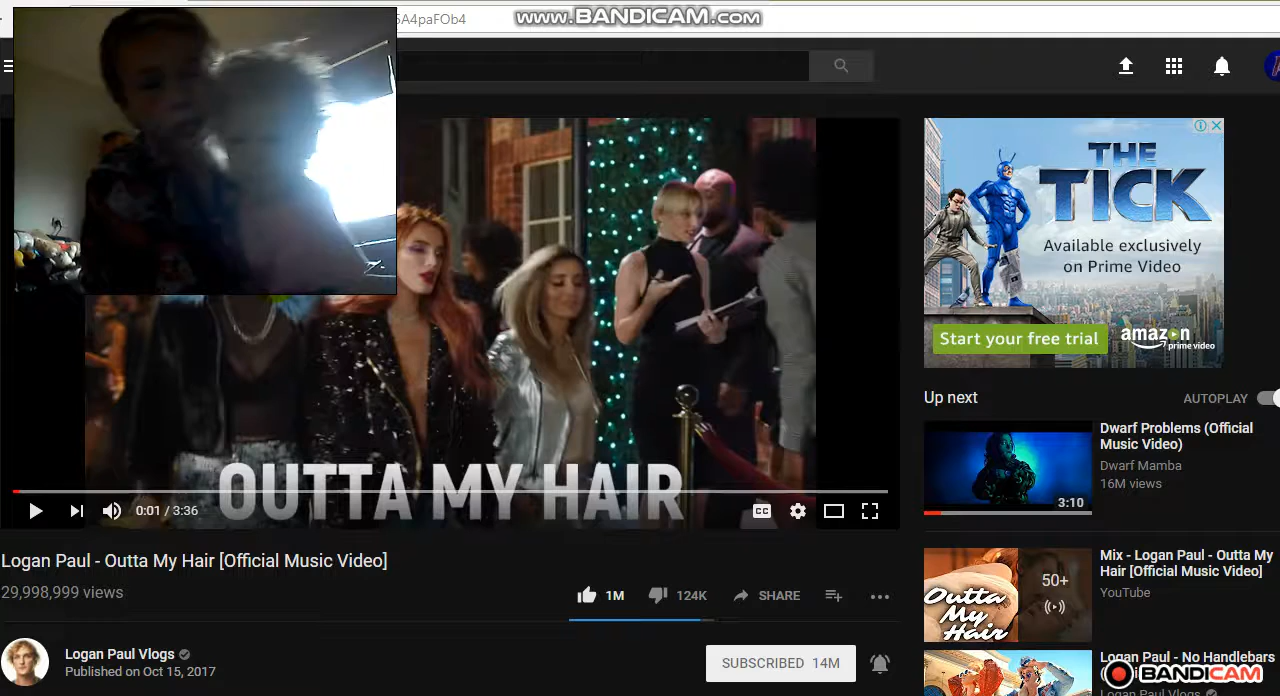 5A4paFOb4
www.BANDICAM.com
THE
TICK
Available exclusively
on Prime Video
Start your free trial
amazon
prime video
OUTTA MY HAIR
0:01 / 3:36
CC
Logan Paul - Outta My Hair [Official Music Video]
29,998,999 views
1M
124K
SHARE
Logan Paul Vlogs
Published on Oct 15, 2017
SUBSCRIBED 14M
Up next
AUTOPLAY
Dwarf Problems (Official
Music Video)
Dwarf Mamba
16M views
3:10
Outta
My
Hair
50+
Mix - Logan Paul - Outta My
Hair [Official Music Video]
YouTube
Logan Paul - No Handlebars
Logan Paul Vlogs
BANDICAM